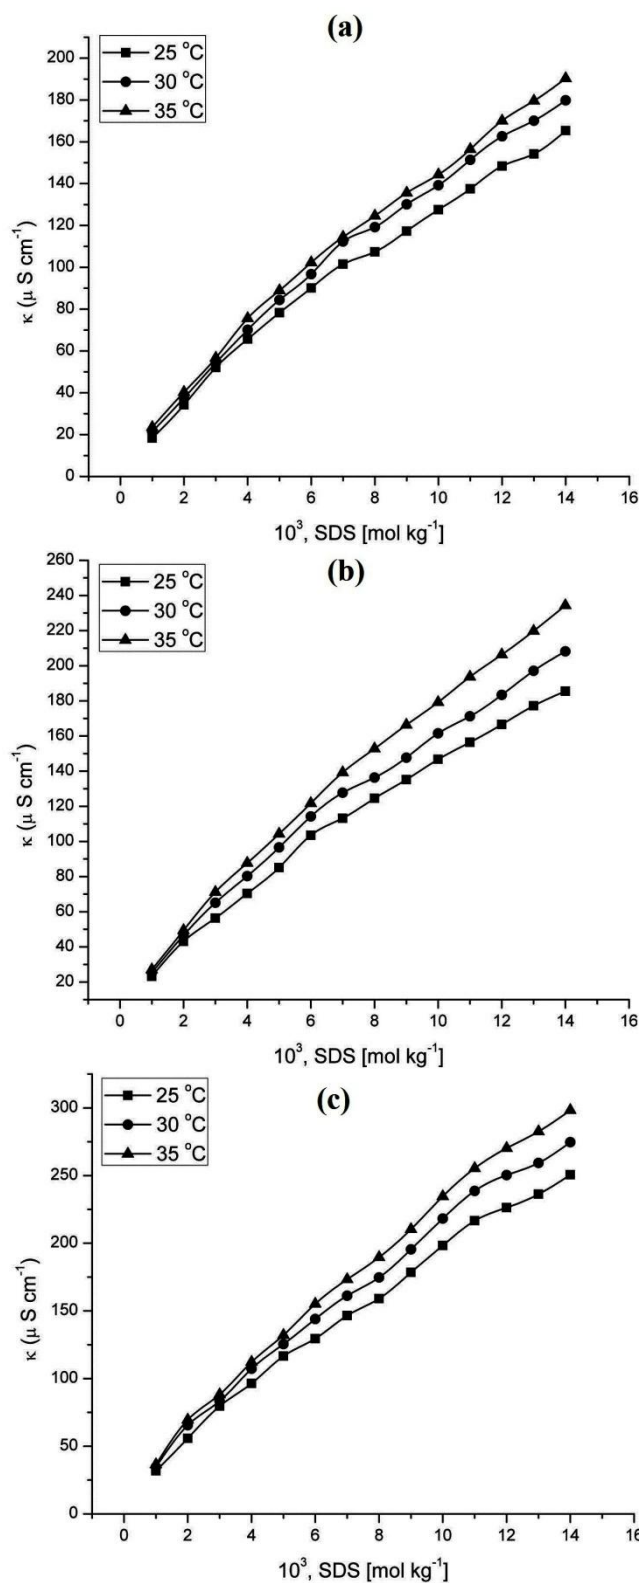 (a)
25 °C
30 °C
35 °C
210
180
160
140
120
100
80
60
40
20
0
κ (μ S cm⁻¹)
0 2 4 6 8 10 12 14 16
10³, SDS [mol kg⁻¹]
(b)
25 °C
30 °C
35 °C
260
240
220
200
180
160
140
120
100
80
60
40
20
κ (μ S cm⁻¹)
0 2 4 6 8 10 12 14 16
10³, SDS [mol kg⁻¹]
(c)
25 °C
30 °C
35 °C
300
250
200
150
100
50
0
κ (μ S cm⁻¹)
0 2 4 6 8 10 12 14 16
10³, SDS [mol kg⁻¹]